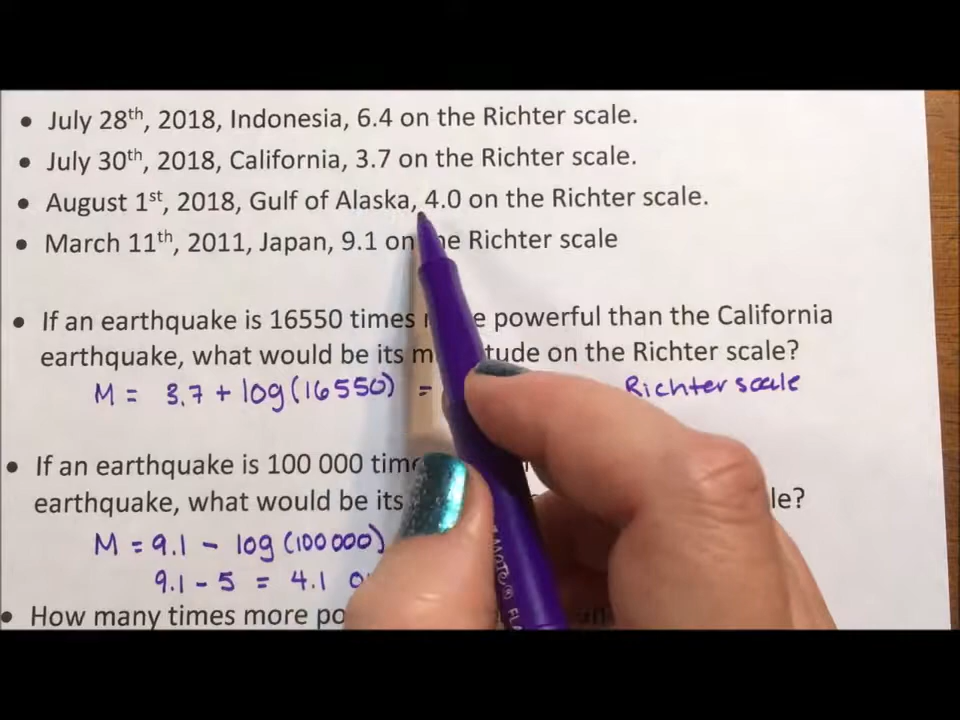 • July 28th, 2018, Indonesia, 6.4 on the Richter scale.
• July 30th, 2018, California, 3.7 on the Richter scale.
• August 1st, 2018, Gulf of Alaska, 4.0 on the Richter scale.
• March 11th, 2011, Japan, 9.1 on the Richter scale
• If an earthquake is 16550 times more powerful than the California
earthquake, what would be its magnitude on the Richter scale?
M = 3.7 + log(16550) = Richter scale
• If an earthquake is 100 000
earthquake, what would be its
M = 9.1 - log(100000)
9.1 - 5 = 4.1
• How many times more